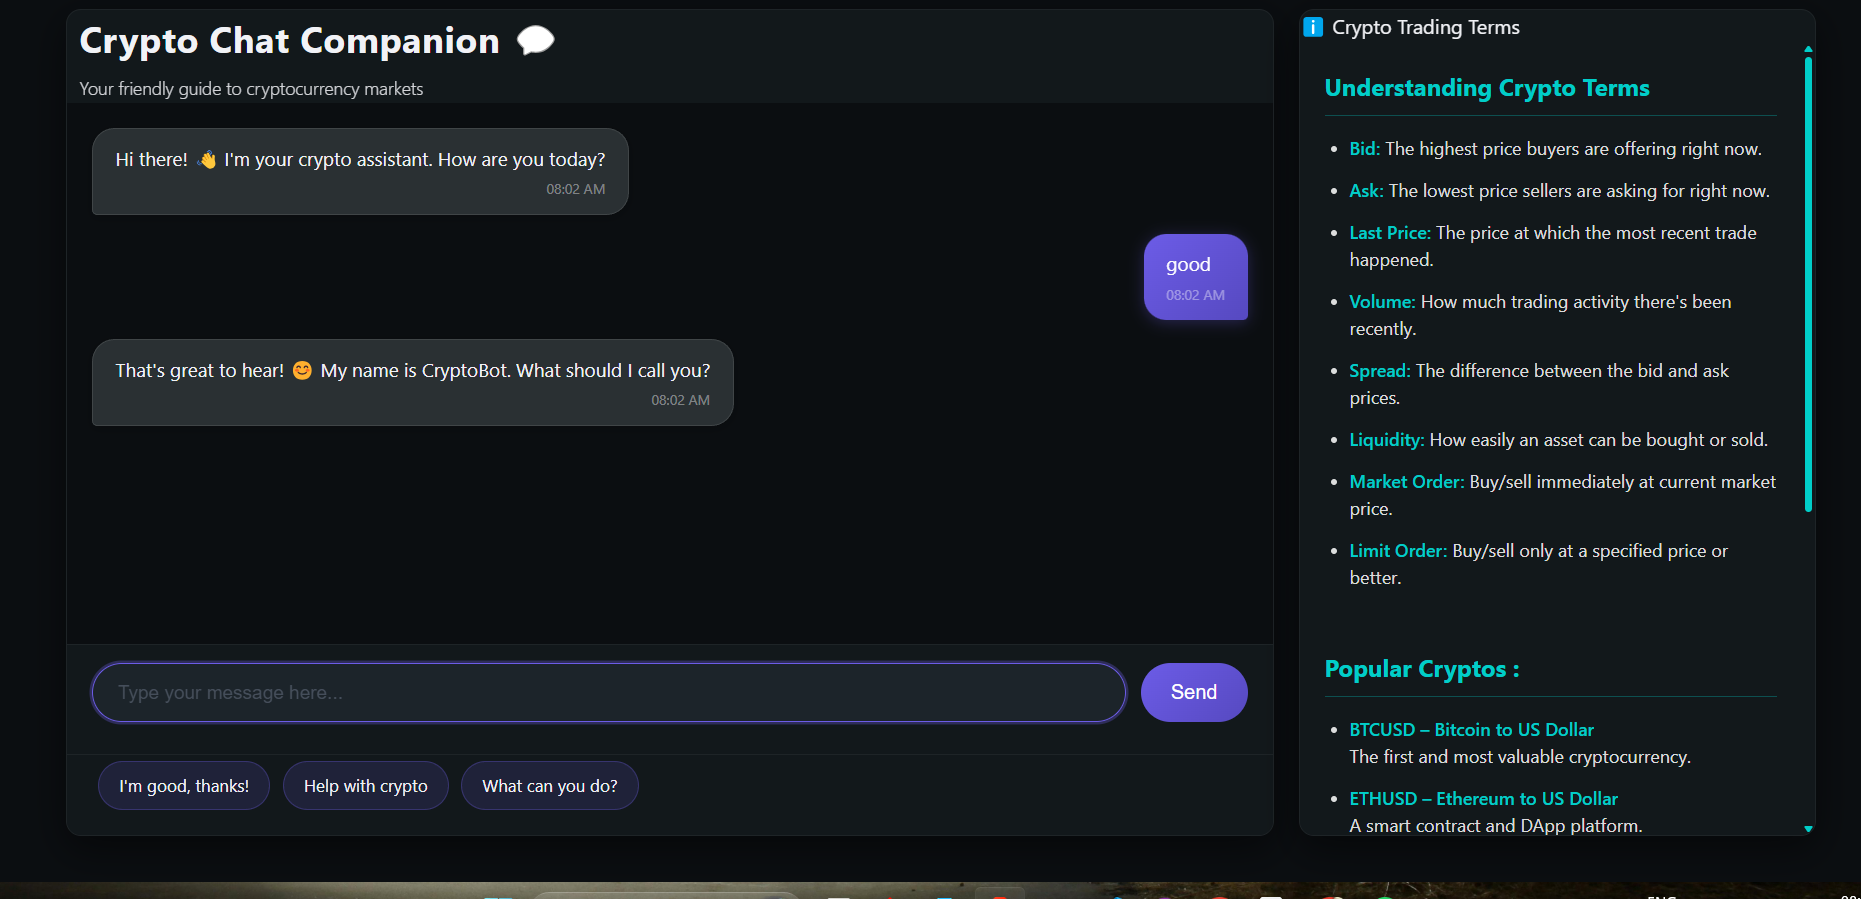 Crypto Chat Companion
Your friendly guide to cryptocurrency markets
Hi there! 👋 I'm your crypto assistant. How are you today?
08:02 AM
good
08:02 AM
That's great to hear! 😊 My name is CryptoBot. What should I call you?
08:02 AM
Type your message here...
Send
I'm good, thanks!
Help with crypto
What can you do?
Crypto Trading Terms
Understanding Crypto Terms
Bid: The highest price buyers are offering right now.
Ask: The lowest price sellers are asking for right now.
Last Price: The price at which the most recent trade
happened.
Volume: How much trading activity there's been
recently.
Spread: The difference between the bid and ask
prices.
Liquidity: How easily an asset can be bought or sold.
Market Order: Buy/sell immediately at current market
price.
Limit Order: Buy/sell only at a specified price or
better.
Popular Cryptos :
BTCUSD – Bitcoin to US Dollar
The first and most valuable cryptocurrency.
ETHUSD – Ethereum to US Dollar
A smart contract and DApp platform.